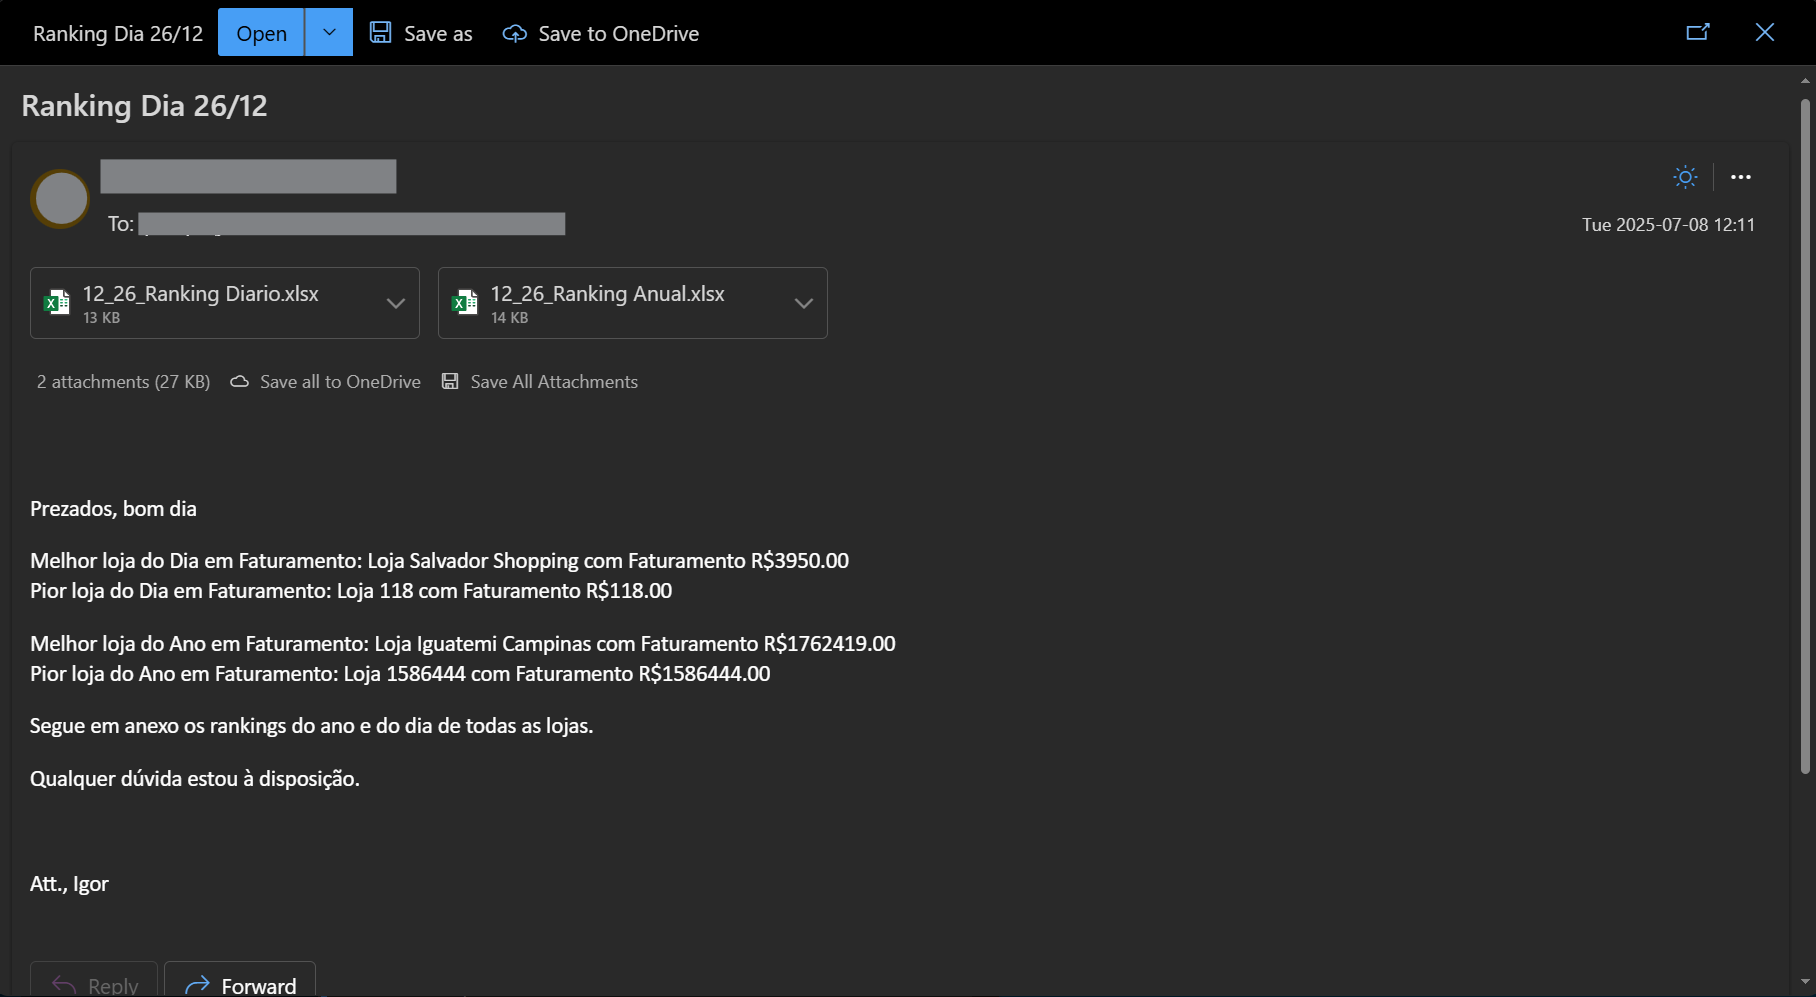 Ranking Dia 26/12
Open
Save as
Save to OneDrive
Ranking Dia 26/12
To:
Tue 2025-07-08 12:11
12_26_Ranking Diario.xlsx
13 KB
12_26_Ranking Anual.xlsx
14 KB
2 attachments (27 KB)
Save all to OneDrive
Save All Attachments
Prezados, bom dia
Melhor loja do Dia em Faturamento: Loja Salvador Shopping com Faturamento R$3950.00
Pior loja do Dia em Faturamento: Loja 118 com Faturamento R$118.00
Melhor loja do Ano em Faturamento: Loja Iguatemi Campinas com Faturamento R$1762419.00
Pior loja do Ano em Faturamento: Loja 1586444 com Faturamento R$1586444.00
Segue em anexo os rankings do ano e do dia de todas as lojas.
Qualquer dúvida estou à disposição.
Att., Igor
Reply
Forward